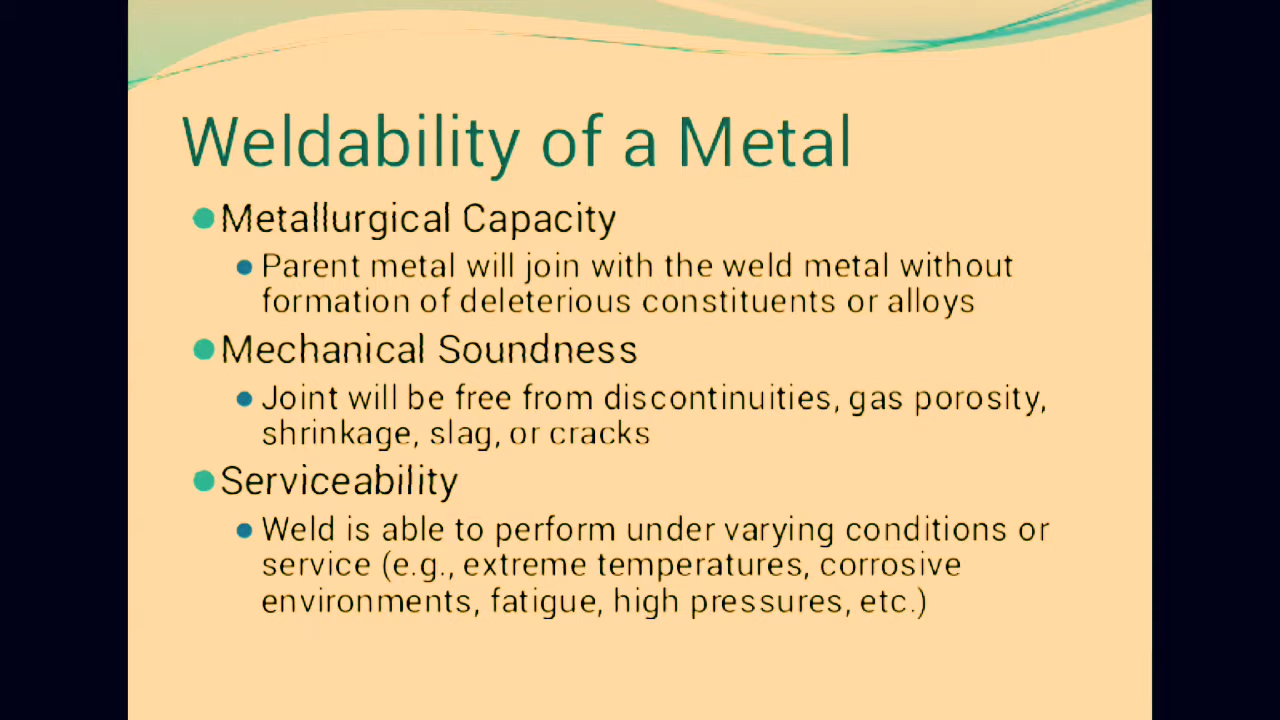 Weldability of a Metal
Metallurgical Capacity
Parent metal will join with the weld metal without
formation of deleterious constituents or alloys
Mechanical Soundness
Joint will be free from discontinuities, gas porosity,
shrinkage, slag, or cracks
Serviceability
Weld is able to perform under varying conditions or
service (e.g., extreme temperatures, corrosive
environments, fatigue, high pressures, etc.)